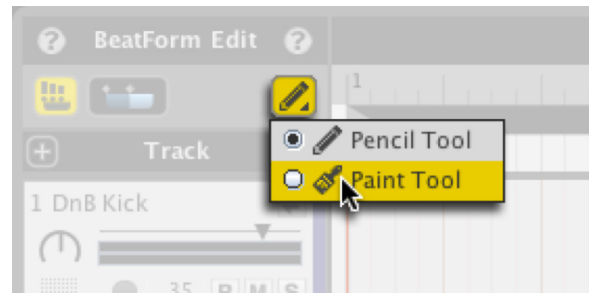 ? BeatForm Edit ?
1
Pencil Tool
+ Track
Paint Tool
1 DnB Kick
35 R M S